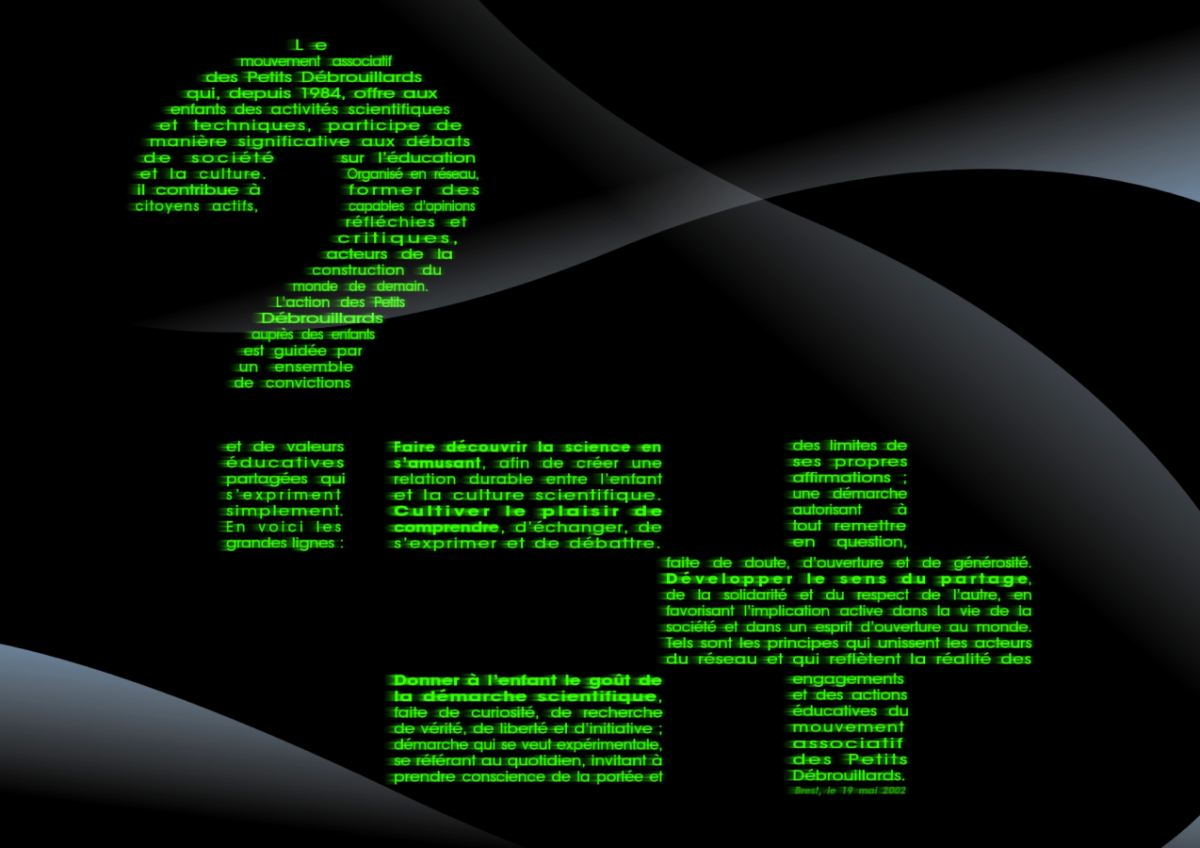 Le
mouvement associatif
des Petits Débrouillards
qui, depuis 1984, offre aux
enfants des activités scientifiques
et techniques, participe de
manière significative aux débats
de société sur l'éducation
et la culture. Organisé en réseau,
il contribue à former des
citoyens actifs, capables d'opinions
réfléchies et
critiques,
acteurs de la
construction du
monde de demain.
L'action des Petits
Débrouillards
auprès des enfants
est guidée par
un ensemble
de convictions
et de valeurs
éducatives
partagées qui
s'expriment
simplement.
En voici les
grandes lignes :
Faire découvrir la science en
s'amusant, afin de créer une
relation durable entre l'enfant
et la culture scientifique.
Cultiver le plaisir de
comprendre, d'échanger, de
s'exprimer et de débattre.
Donner à l'enfant le goût de
la démarche scientifique,
faite de curiosité, de recherche
de vérité, de liberté et d'initiative ;
démarche qui se veut expérimentale,
se référant au quotidien, invitant à
prendre conscience de la portée et
des limites de
ses propres
affirmations ;
une démarche
autorisant à
tout remettre
en question,
faite de doute, d'ouverture et de générosité.
Développer le sens du partage,
de la solidarité et du respect de l'autre, en
favorisant l'implication active dans la vie de la
société et dans un esprit d'ouverture au monde.
Tels sont les principes qui unissent les acteurs
du réseau et qui reflètent la réalité des
engagements
et des actions
éducatives du
mouvement
associatif
des Petits
Débrouillards.
Brest, le 19 mai 2002